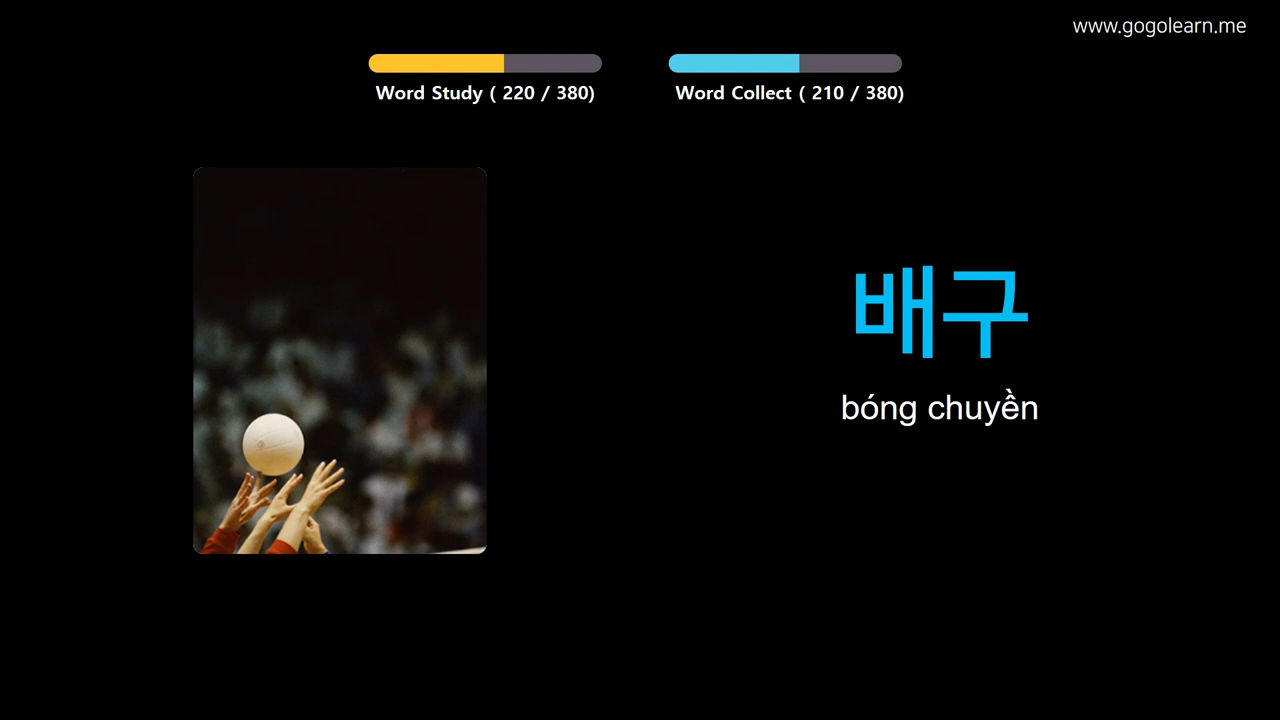 www.gogolearn.me
Word Study ( 220 / 380)
Word Collect ( 210 / 380)
배구
bóng chuyền